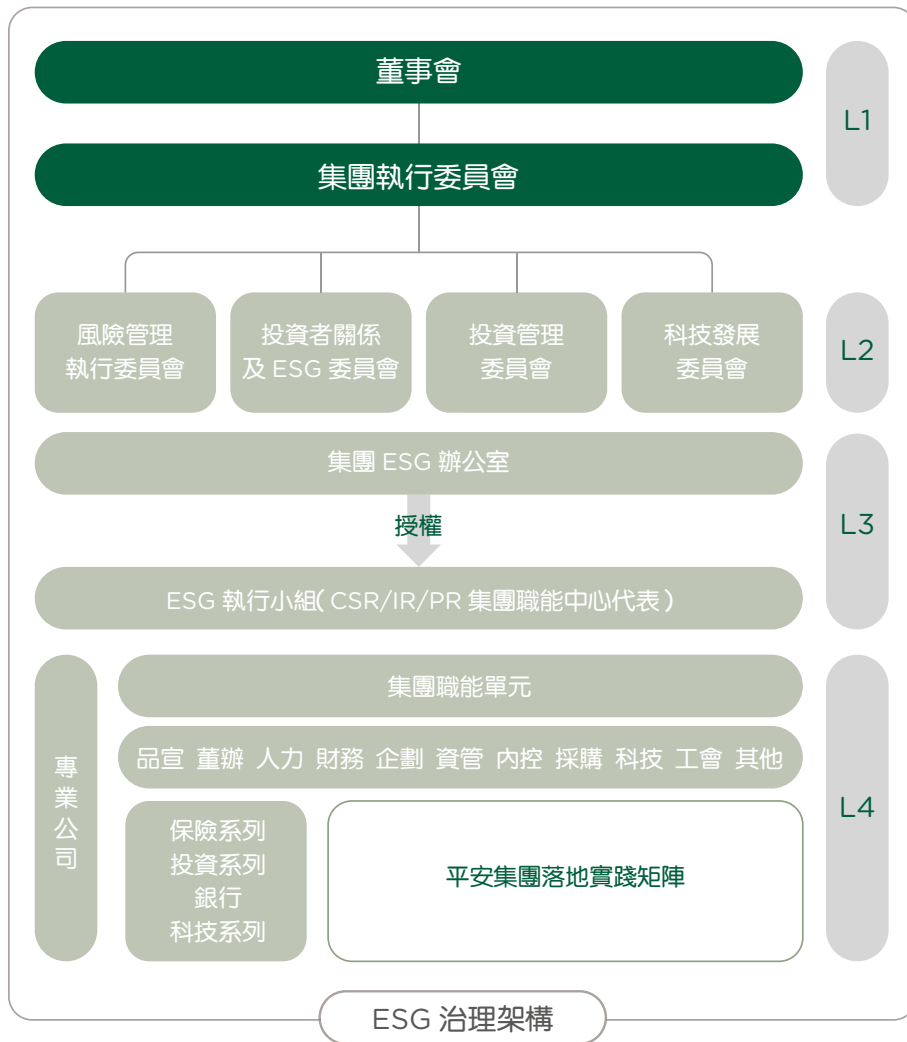 董事會
L1
集團執行委員會
風險管理
執行委員會
投資者關係
及 ESG 委員會
投資管理
委員會
科技發展
委員會
L2
集團 ESG 辦公室
授權
L3
ESG 執行小組( CSR/IR/PR 集團職能中心代表 )
專業公司
集團職能單元
品宣 董辦 人力 財務 企劃 資管 內控 採購 科技 工會 其他
L4
保險系列
投資系列
銀行
科技系列
平安集團落地實踐矩陣
ESG 治理架構